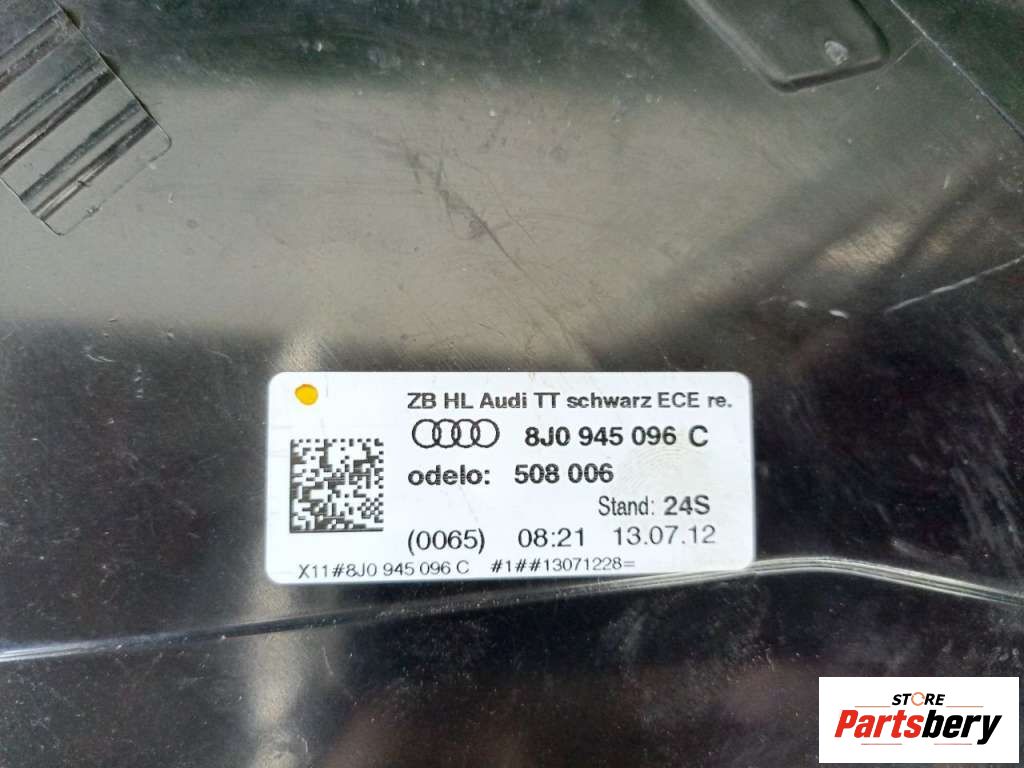 ZB HL Audi TT schwarz ECE re.
8J0 945 096 C
odelo: 508 006
Stand: 24S
(0065) 08:21 13.07.12
X11#8J0 945 096 C #1##13071228=
STORE
Partsbery